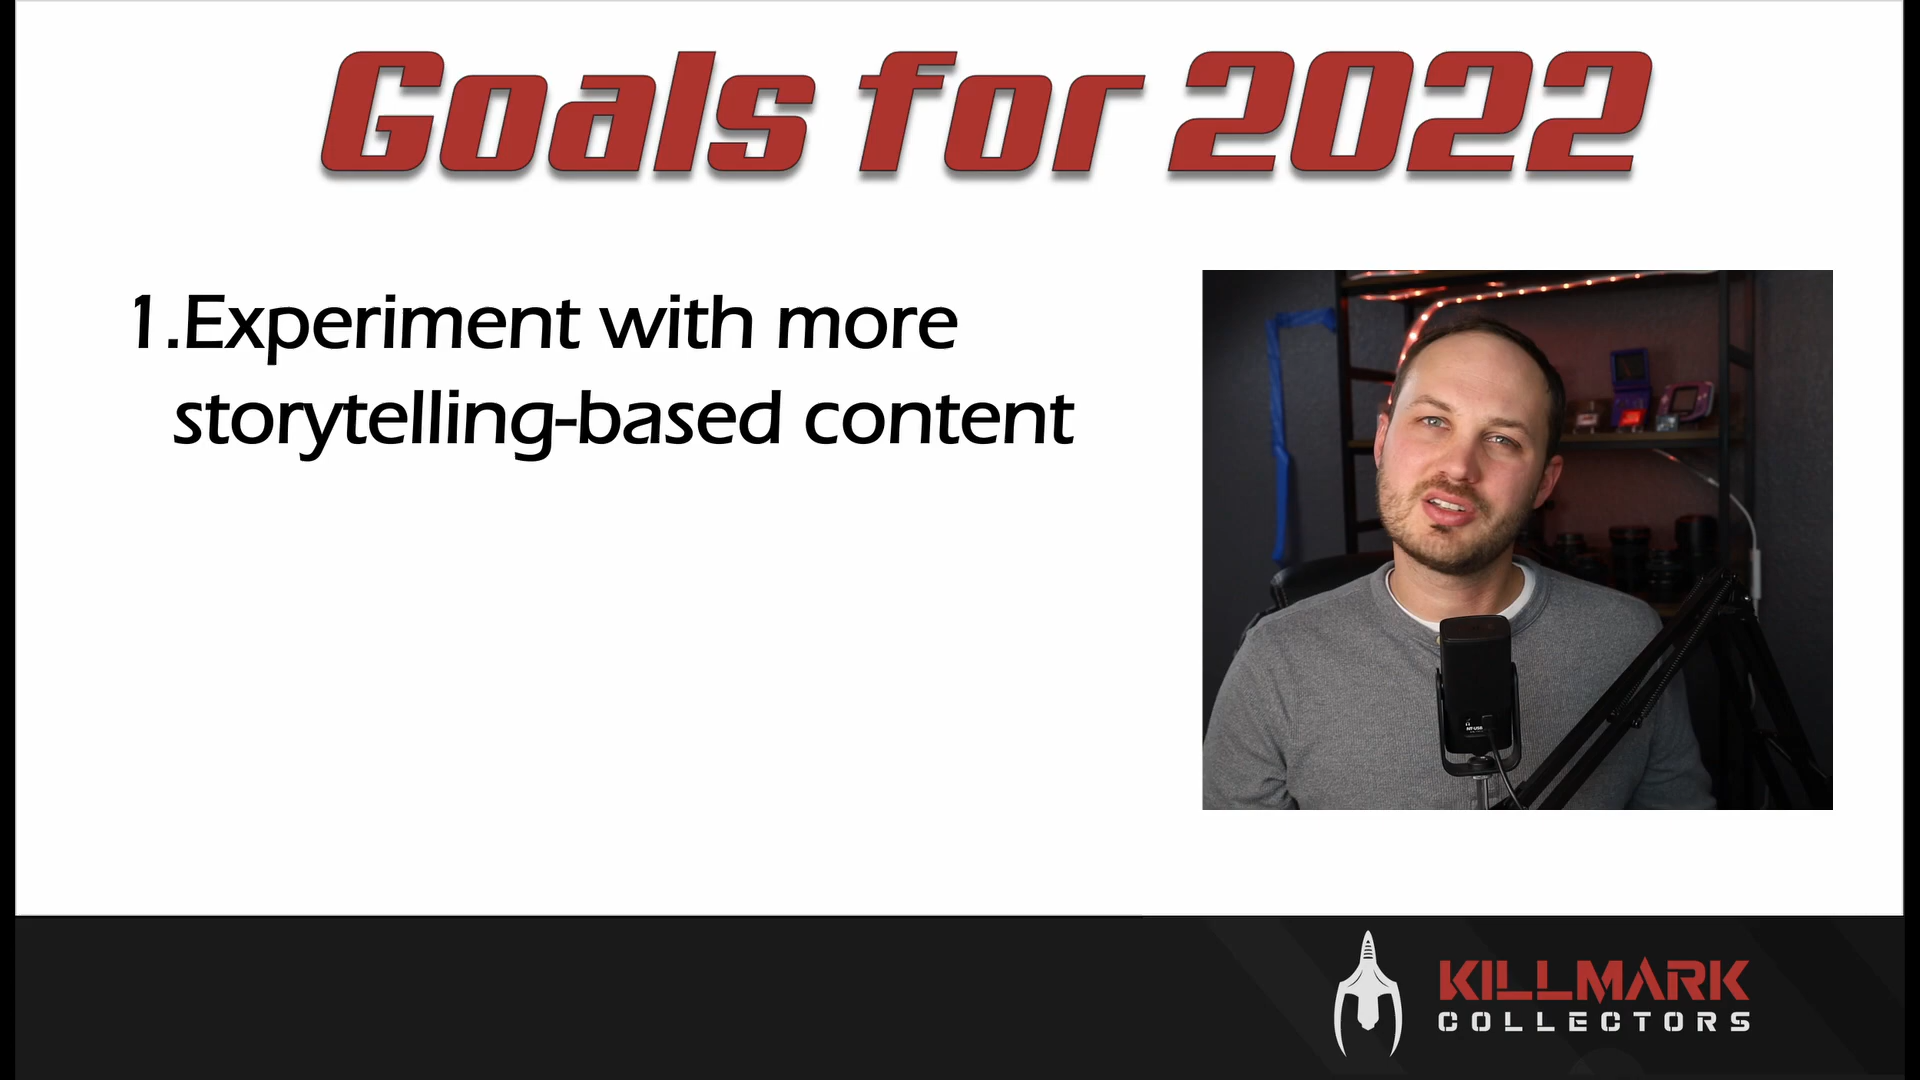 Goals for 2022
1.Experiment with more
storytelling-based content
KILLMARK
COLLECTORS